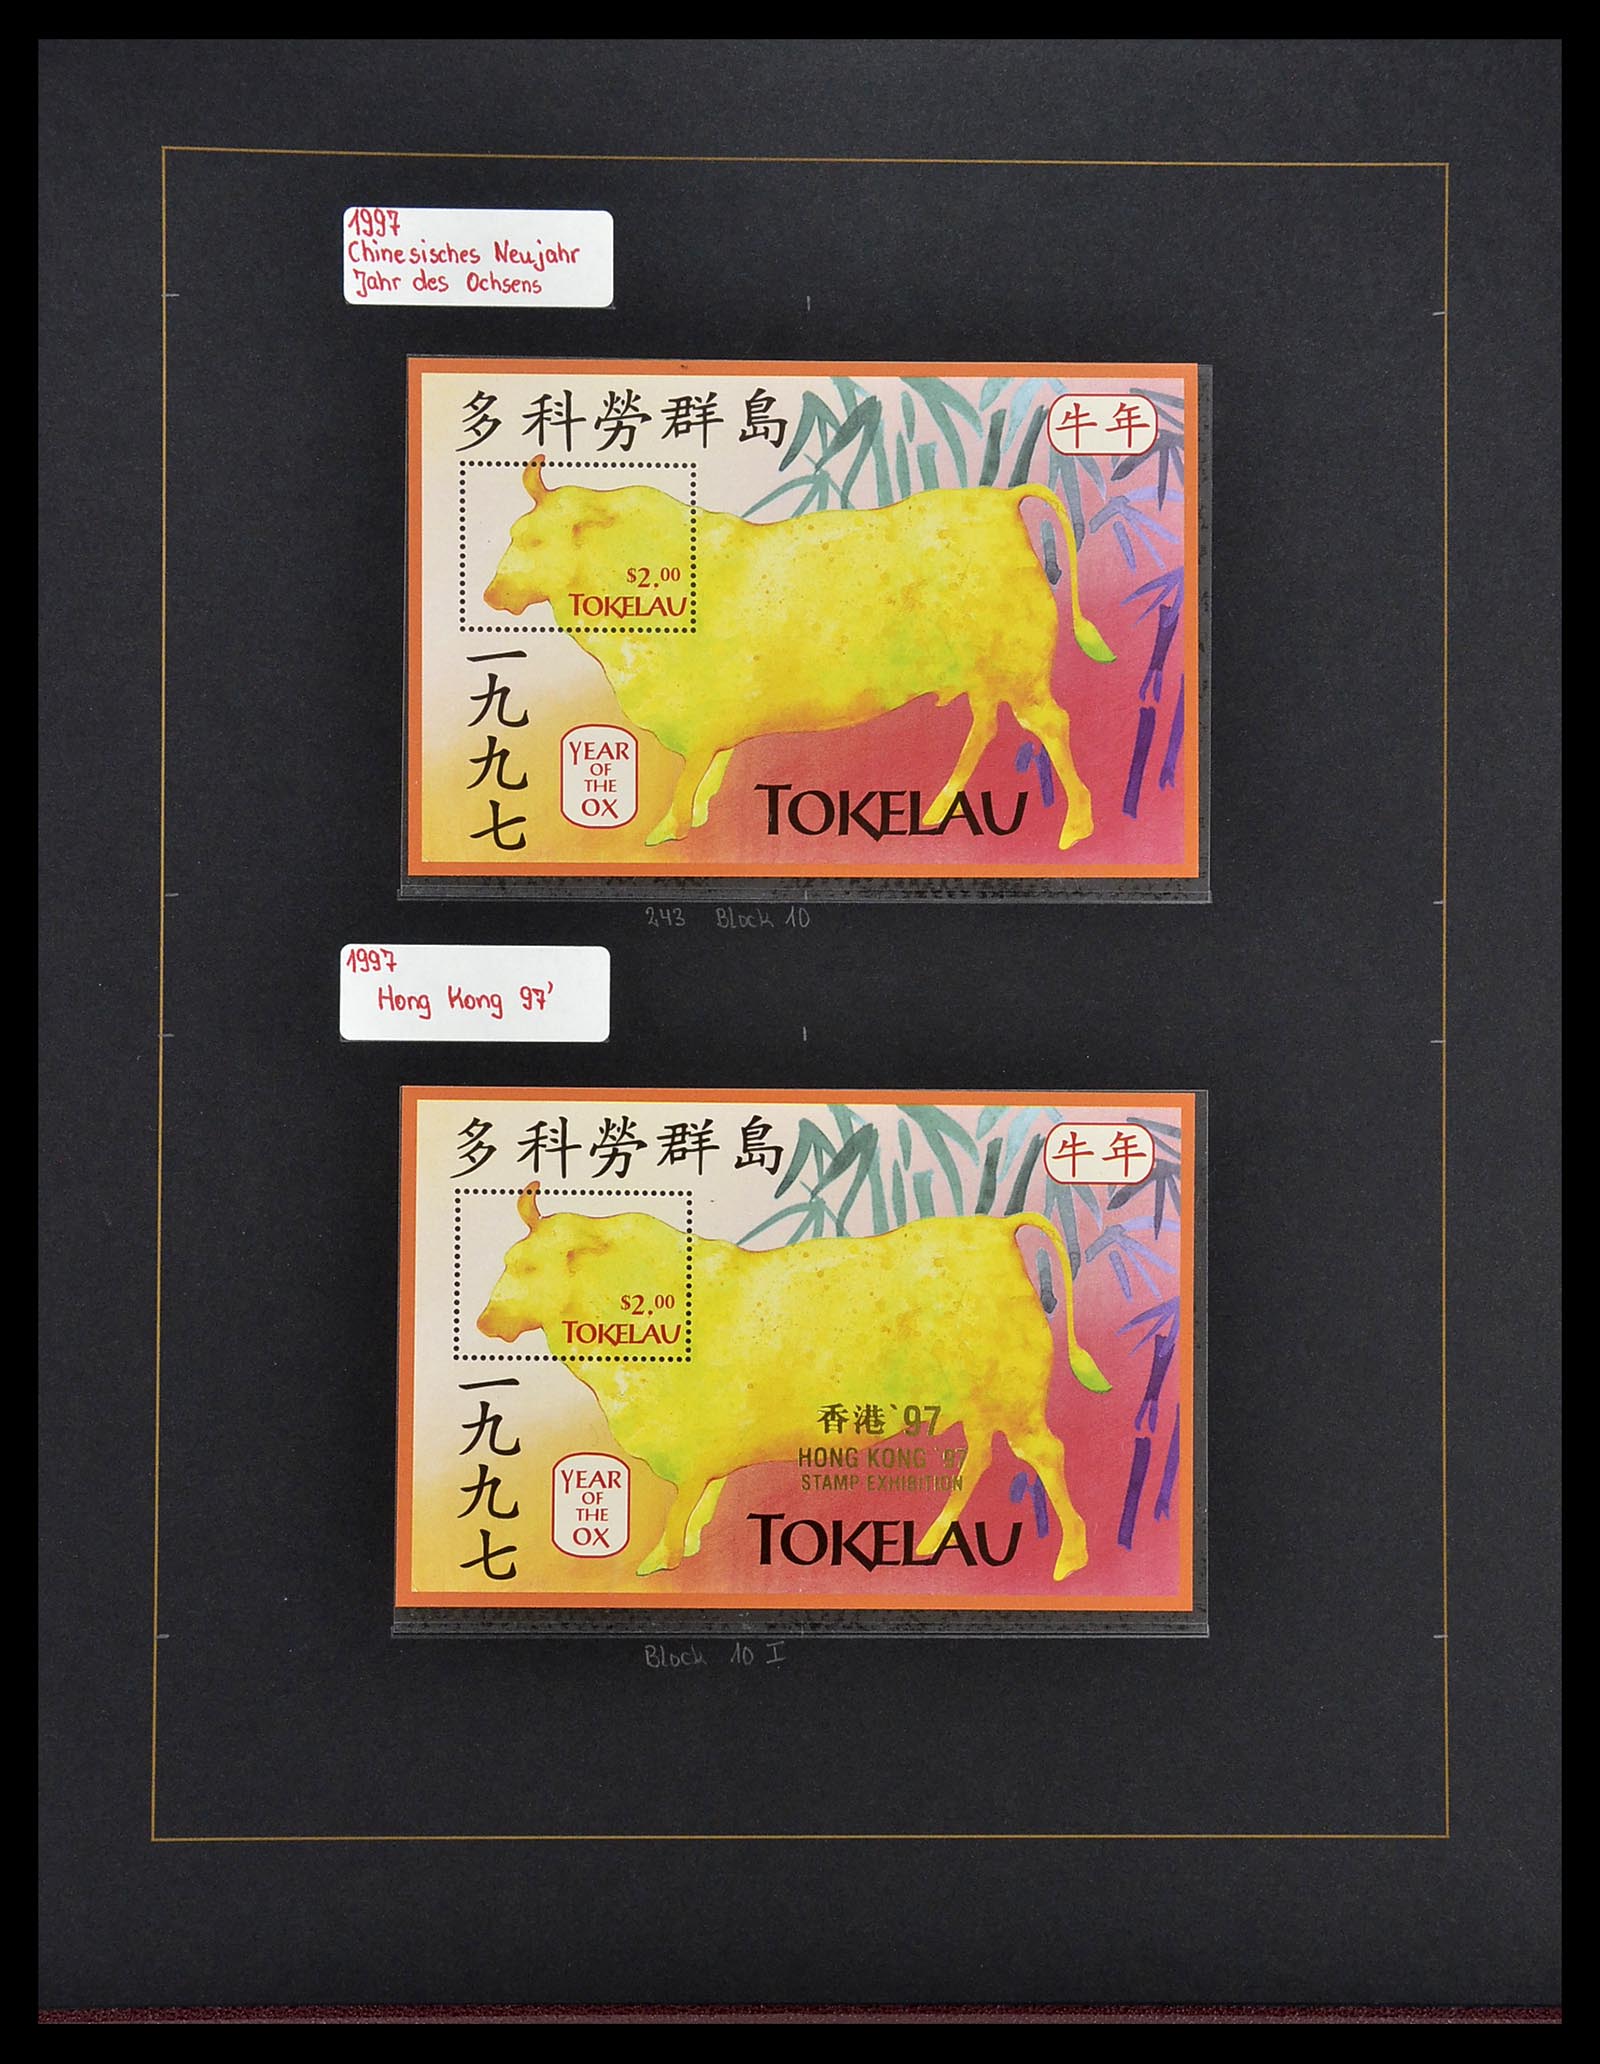 1997
Chinesisches Neujahr
Jahr des Ochsens
多科勞群島
牛年
$2.00
TOKELAU
一九九七
YEAR
OF
THE
OX
TOKELAU
243 Block 10
1997
Hong Kong 97'
多科勞群島
牛年
$2.00
TOKELAU
一九九七
香港`97
HONG KONG `97
STAMP EXHIBITION
YEAR
OF
THE
OX
TOKELAU
Block 10 I